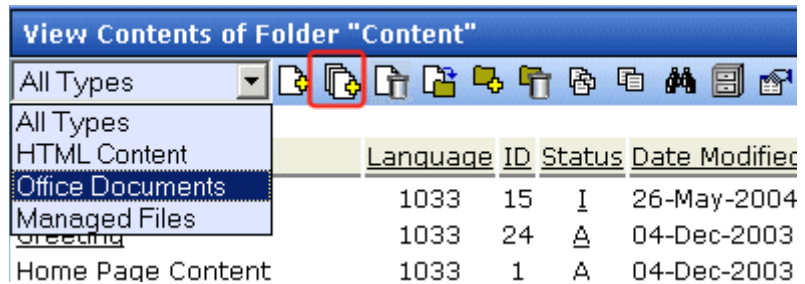 View Contents of Folder "Content"
All Types
All Types
HTML Content
Language ID Status Date Modified
Office Documents
1033 15 I 26-May-2004
Managed Files
Greeting
1033 24 A 04-Dec-2003
Home Page Content 1033 1 A 04-Dec-2003